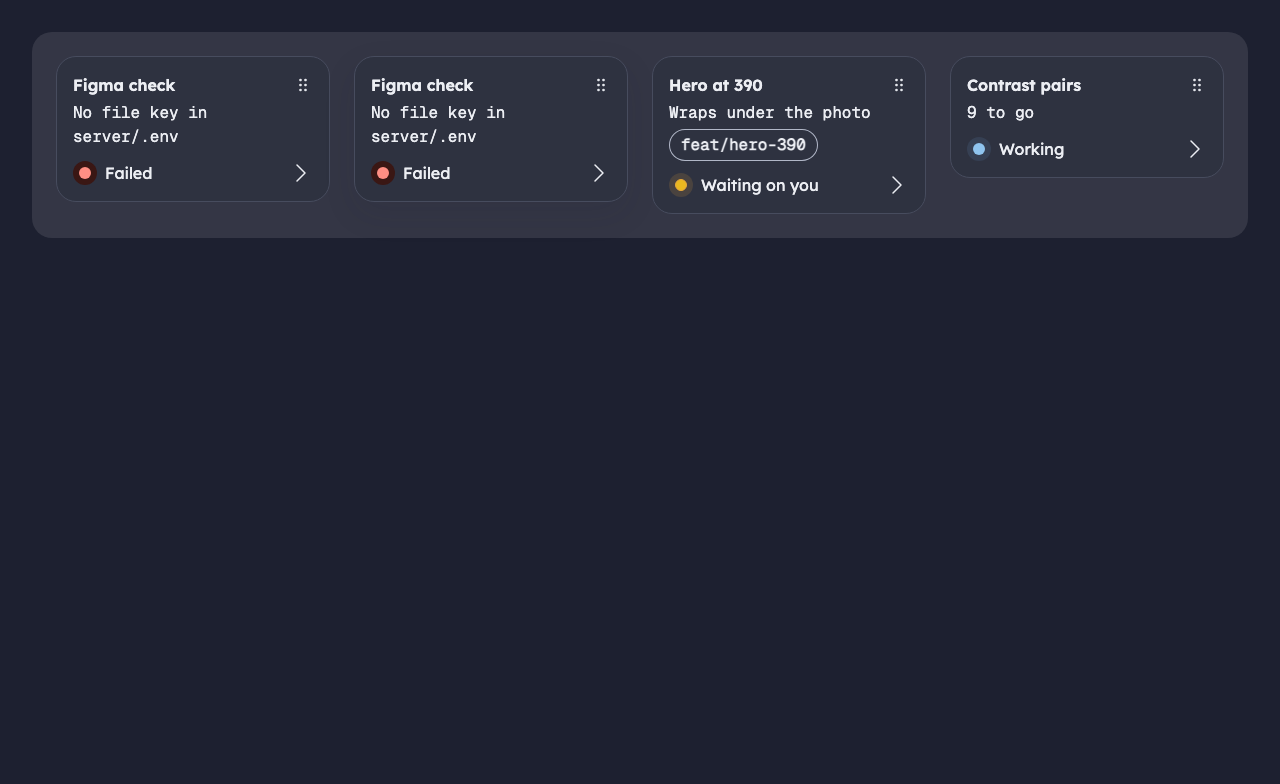 Figma check
No file key in
server/.env
Failed
Figma check
No file key in
server/.env
Failed
Hero at 390
Wraps under the photo
feat/hero-390
Waiting on you
Contrast pairs
9 to go
Working